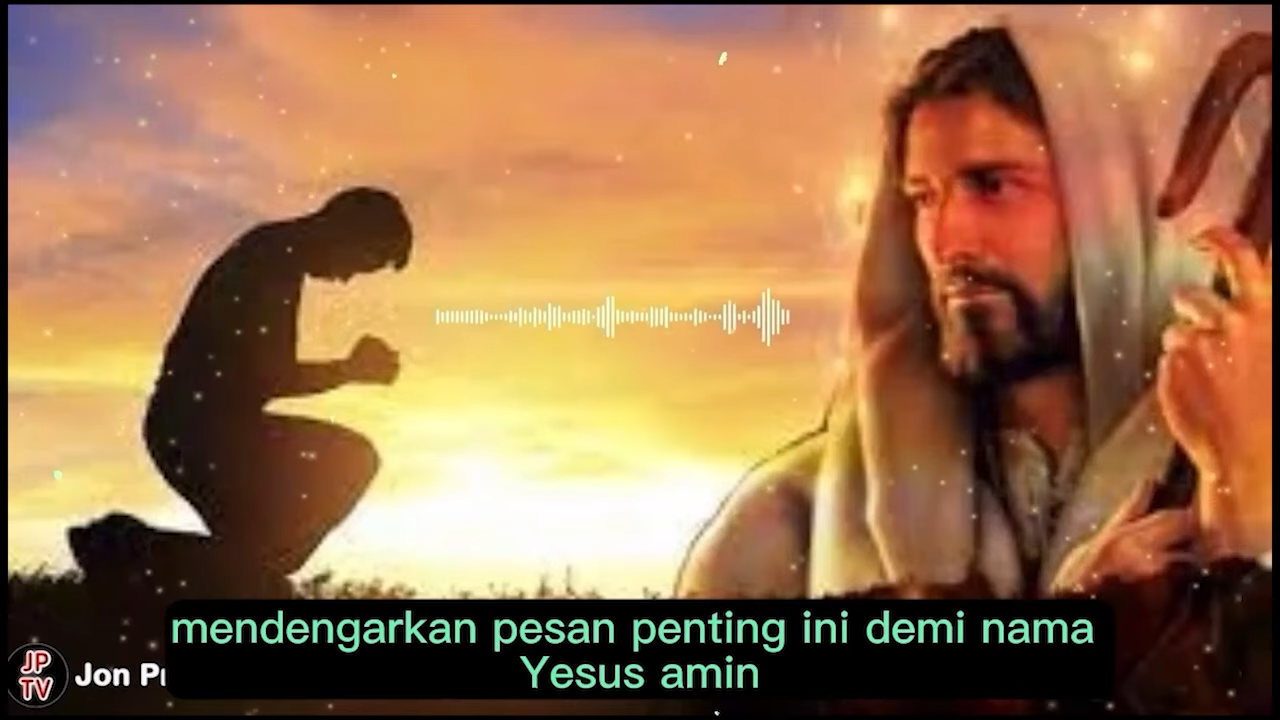 mendengarkan pesan penting ini demi nama
Yesus amin
JP
TV
Jon